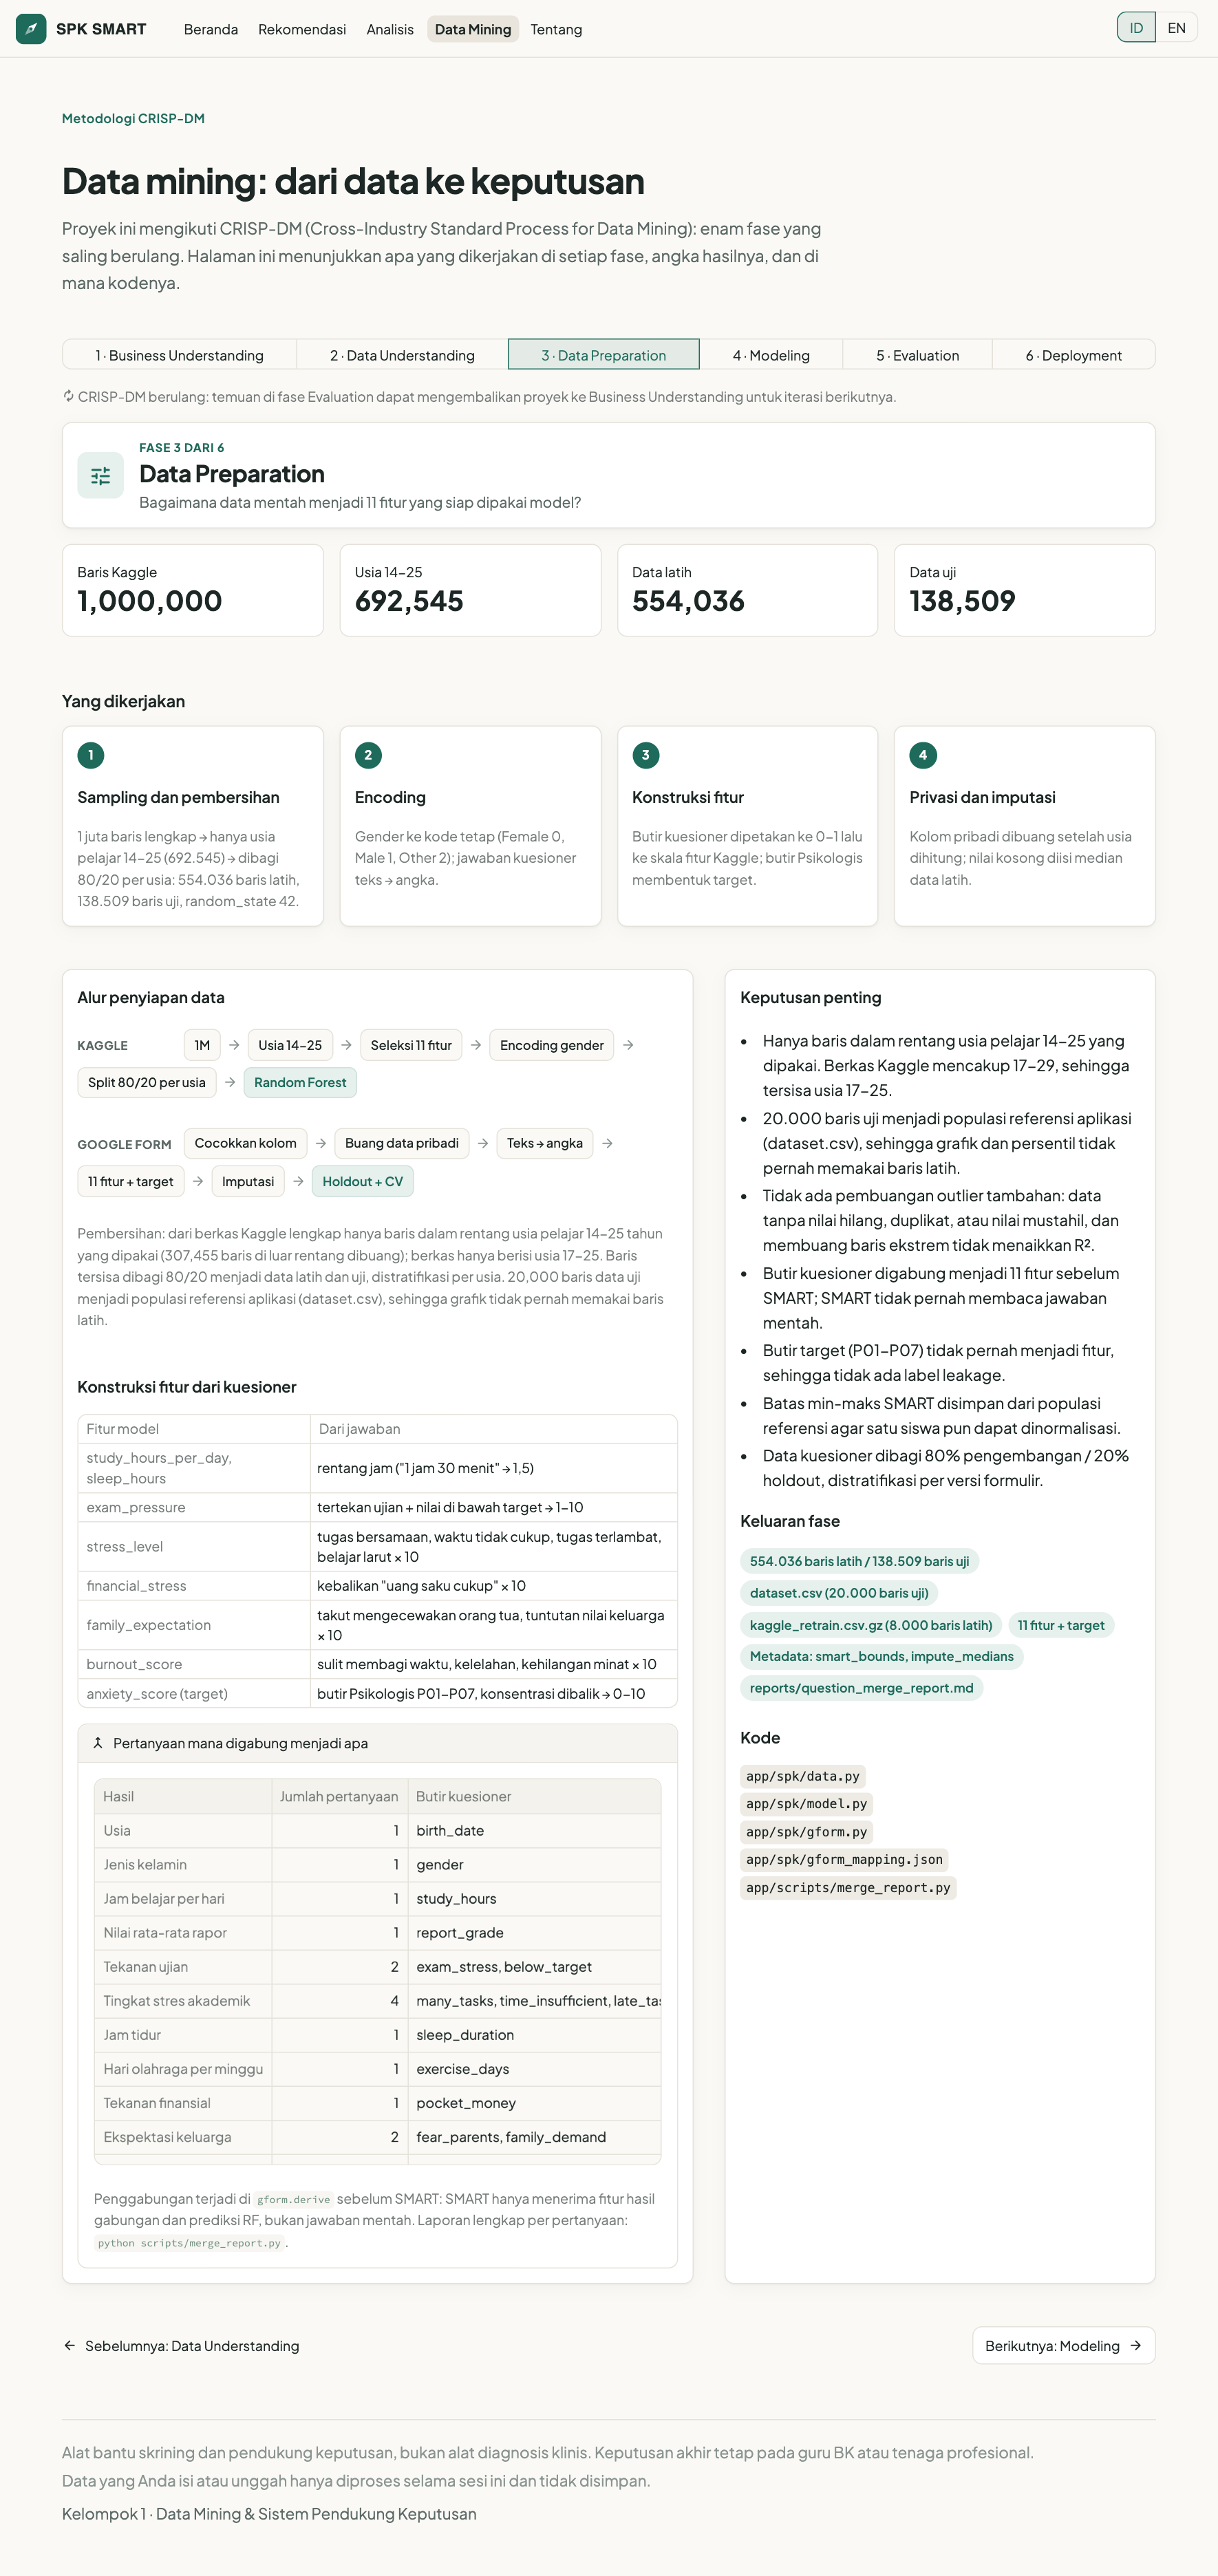 SPK SMART
Beranda
Rekomendasi
Analisis
Data Mining
Tentang
ID
EN
Metodologi CRISP-DM
Data mining: dari data ke keputusan
Proyek ini mengikuti CRISP-DM (Cross-Industry Standard Process for Data Mining): enam fase yang
saling berulang. Halaman ini menunjukkan apa yang dikerjakan di setiap fase, angka hasilnya, dan di
mana kodenya.
1 · Business Understanding
2 · Data Understanding
3 · Data Preparation
4 · Modeling
5 · Evaluation
6 · Deployment
CRISP-DM berulang: temuan di fase Evaluation dapat mengembalikan proyek ke Business Understanding untuk iterasi berikutnya.
FASE 3 DARI 6
Data Preparation
Bagaimana data mentah menjadi 11 fitur yang siap dipakai model?
Baris Kaggle
1,000,000
Usia 14–25
692,545
Data latih
554,036
Data uji
138,509
Yang dikerjakan
1
Sampling dan pembersihan
1 juta baris lengkap → hanya usia
pelajar 14–25 (692.545) → dibagi
80/20 per usia: 554.036 baris latih,
138.509 baris uji, random_state 42.
2
Encoding
Gender ke kode tetap (Female 0,
Male 1, Other 2); jawaban kuesioner
teks → angka.
3
Konstruksi fitur
Butir kuesioner dipetakan ke 0–1 lalu
ke skala fitur Kaggle; butir Psikologis
membentuk target.
4
Privasi dan imputasi
Kolom pribadi dibuang setelah usia
dihitung; nilai kosong diisi median
data latih.
Alur penyiapan data
KAGGLE 1M → Usia 14–25 → Seleksi 11 fitur → Encoding gender →
Split 80/20 per usia → Random Forest
GOOGLE FORM Cocokkan kolom → Buang data pribadi → Teks → angka →
11 fitur + target → Imputasi → Holdout + CV
Pembersihan: dari berkas Kaggle lengkap hanya baris dalam rentang usia pelajar 14–25 tahun
yang dipakai (307,455 baris di luar rentang dibuang); berkas hanya berisi usia 17–25. Baris
tersisa dibagi 80/20 menjadi data latih dan uji, distratifikasi per usia. 20,000 baris data uji
menjadi populasi referensi aplikasi (dataset.csv), sehingga grafik tidak pernah memakai baris
latih.
Konstruksi fitur dari kuesioner
Fitur model
Dari jawaban
study_hours_per_day,
sleep_hours
rentang jam ("1 jam 30 menit" → 1,5)
exam_pressure
tertekan ujian + nilai di bawah target → 1–10
stress_level
tugas bersamaan, waktu tidak cukup, tugas terlambat,
belajar larut × 10
financial_stress
kebalikan "uang saku cukup" × 10
family_expectation
takut mengecewakan orang tua, tuntutan nilai keluarga
× 10
burnout_score
sulit membagi waktu, kelelahan, kehilangan minat × 10
anxiety_score (target)
butir Psikologis P01–P07, konsentrasi dibalik → 0–10
Pertanyaan mana digabung menjadi apa
Hasil
Jumlah pertanyaan
Butir kuesioner
Usia 1 birth_date
Jenis kelamin 1 gender
Jam belajar per hari 1 study_hours
Nilai rata-rata rapor 1 report_grade
Tekanan ujian 2 exam_stress, below_target
Tingkat stres akademik 4 many_tasks, time_insufficient, late_tas
Jam tidur 1 sleep_duration
Hari olahraga per minggu 1 exercise_days
Tekanan finansial 1 pocket_money
Ekspektasi keluarga 2 fear_parents, family_demand
Penggabungan terjadi di gform.derive sebelum SMART: SMART hanya menerima fitur hasil
gabungan dan prediksi RF, bukan jawaban mentah. Laporan lengkap per pertanyaan:
python scripts/merge_report.py.
Keputusan penting
• Hanya baris dalam rentang usia pelajar 14–25 yang
dipakai. Berkas Kaggle mencakup 17–29, sehingga
tersisa usia 17–25.
• 20.000 baris uji menjadi populasi referensi aplikasi
(dataset.csv), sehingga grafik dan persentil tidak
pernah memakai baris latih.
• Tidak ada pembuangan outlier tambahan: data
tanpa nilai hilang, duplikat, atau nilai mustahil, dan
membuang baris ekstrem tidak menaikkan R².
• Butir kuesioner digabung menjadi 11 fitur sebelum
SMART; SMART tidak pernah membaca jawaban
mentah.
• Butir target (P01–P07) tidak pernah menjadi fitur,
sehingga tidak ada label leakage.
• Batas min-maks SMART disimpan dari populasi
referensi agar satu siswa pun dapat dinormalisasi.
• Data kuesioner dibagi 80% pengembangan / 20%
holdout, distratifikasi per versi formulir.
Keluaran fase
554.036 baris latih / 138.509 baris uji
dataset.csv (20.000 baris uji)
kaggle_retrain.csv.gz (8.000 baris latih)
11 fitur + target
Metadata: smart_bounds, impute_medians
reports/question_merge_report.md
Kode
app/spk/data.py
app/spk/model.py
app/spk/gform.py
app/spk/gform_mapping.json
app/scripts/merge_report.py
← Sebelumnya: Data Understanding
Berikutnya: Modeling →
Alat bantu skrining dan pendukung keputusan, bukan alat diagnosis klinis. Keputusan akhir tetap pada guru BK atau tenaga profesional.
Data yang Anda isi atau unggah hanya diproses selama sesi ini dan tidak disimpan.
Kelompok 1 · Data Mining & Sistem Pendukung Keputusan